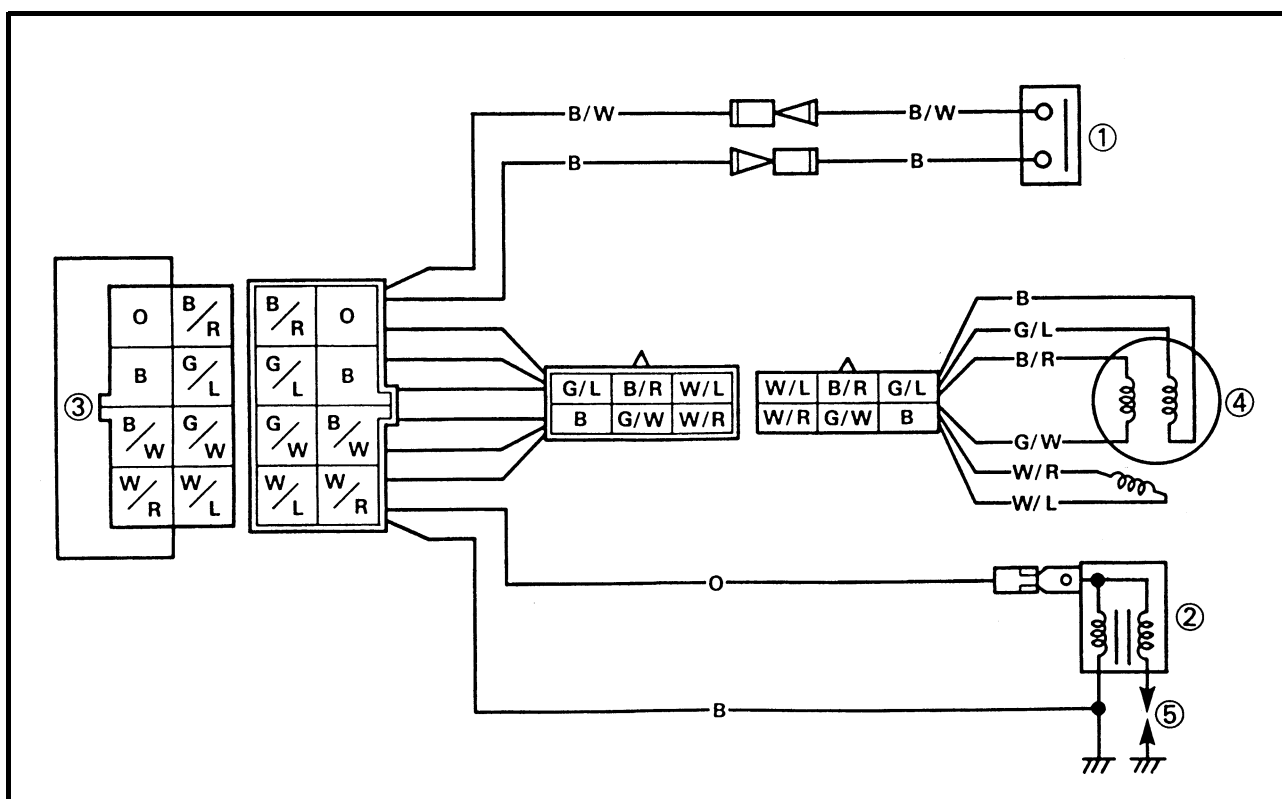 B/W B/W ①
B B
③
O B/R
B G/L
B/W G/W
W/R W/L
B/R O
G/L B
G/W B/W
W/L W/R
G/L B/R W/L
B G/W W/R
W/L B/R G/L
W/R G/W B
B
G/L
B/R
④
G/W
W/R
W/L
O
②
B
⑤